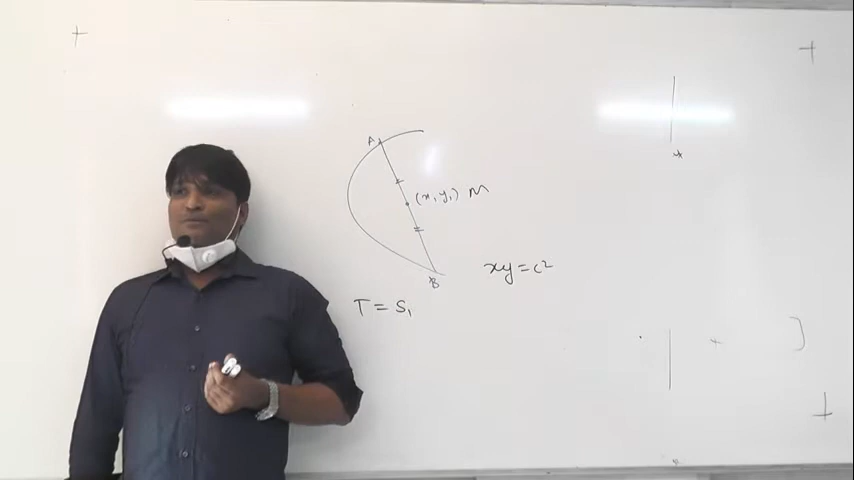 A
(x₁ y₁) M
B
xy = c²
T = S₁